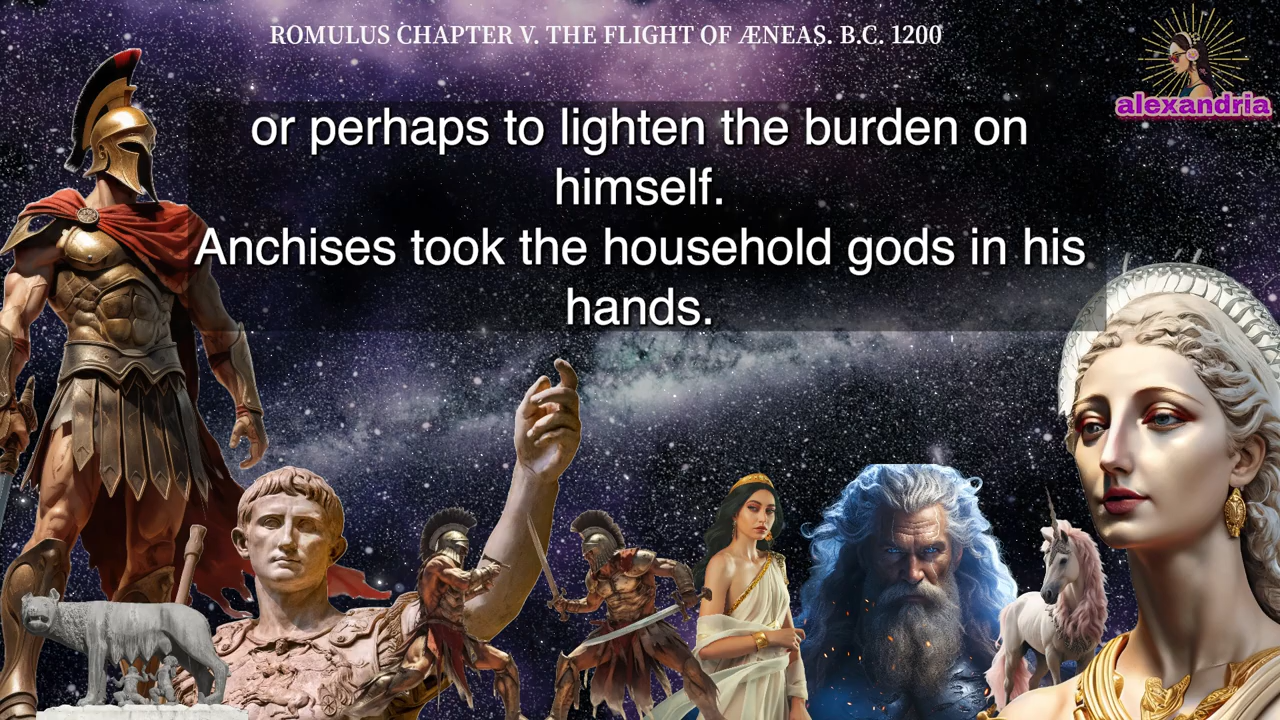 ROMULUS CHAPTER V. THE FLIGHT OF ÆNEAS. B.C. 1200
alexandria
or perhaps to lighten the burden on
himself.
Anchises took the household gods in his
hands.